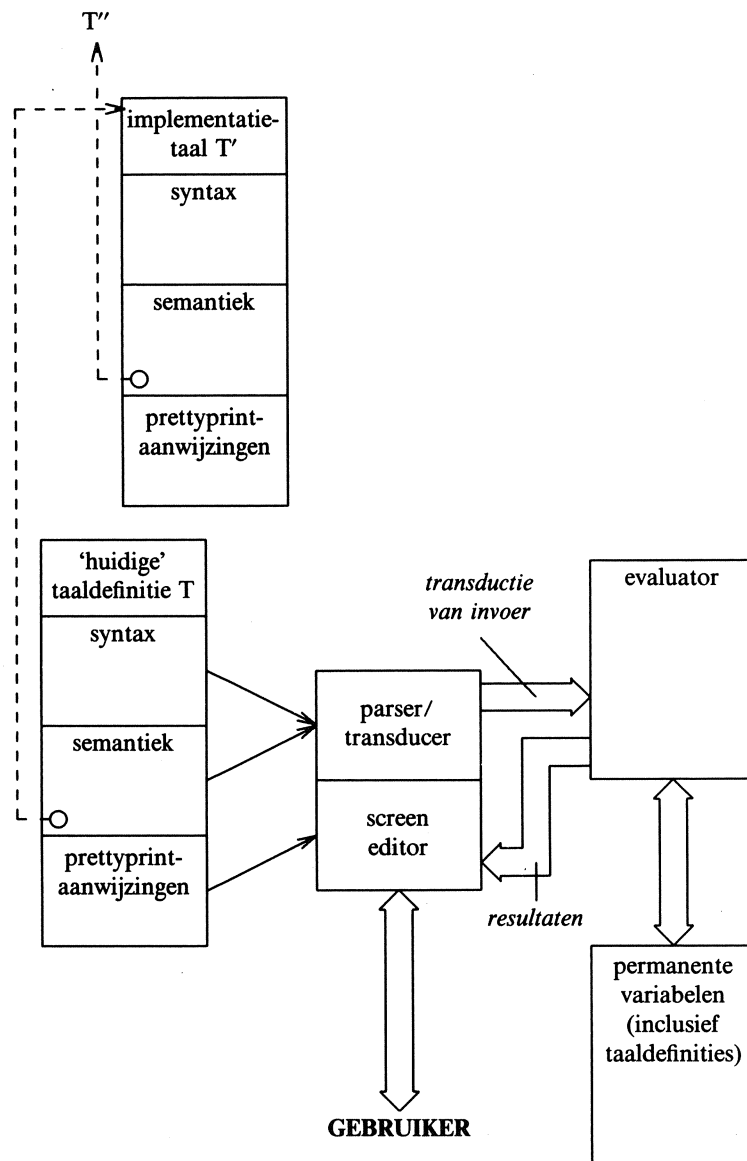 T′′
implementatie-
taal T′
syntax
semantiek
prettyprint-
aanwijzingen
‘huidige’
taaldefinitie T
syntax
semantiek
prettyprint-
aanwijzingen
transductie
van invoer
parser/
transducer
screen
editor
resultaten
evaluator
permanente
variabelen
(inclusief
taaldefinities)
GEBRUIKER